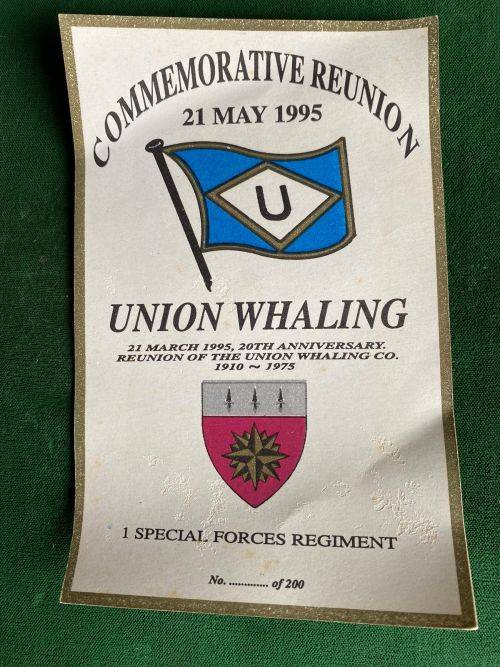 COMMEMORATIVE REUNION
21 MAY 1995
U
UNION WHALING
21 MARCH 1995, 20TH ANNIVERSARY.
REUNION OF THE UNION WHALING CO.
1910 ~ 1975
1 SPECIAL FORCES REGIMENT
No. ............. of 200